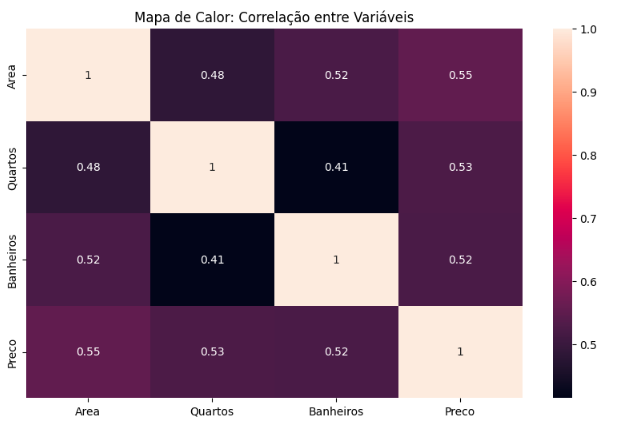 Mapa de Calor: Correlação entre Variáveis
Area 1 0.48 0.52 0.55
Quartos 0.48 1 0.41 0.53
Banheiros 0.52 0.41 1 0.52
Preco 0.55 0.53 0.52 1
Area Quartos Banheiros Preco
1.0
0.9
0.8
0.7
0.6
0.5